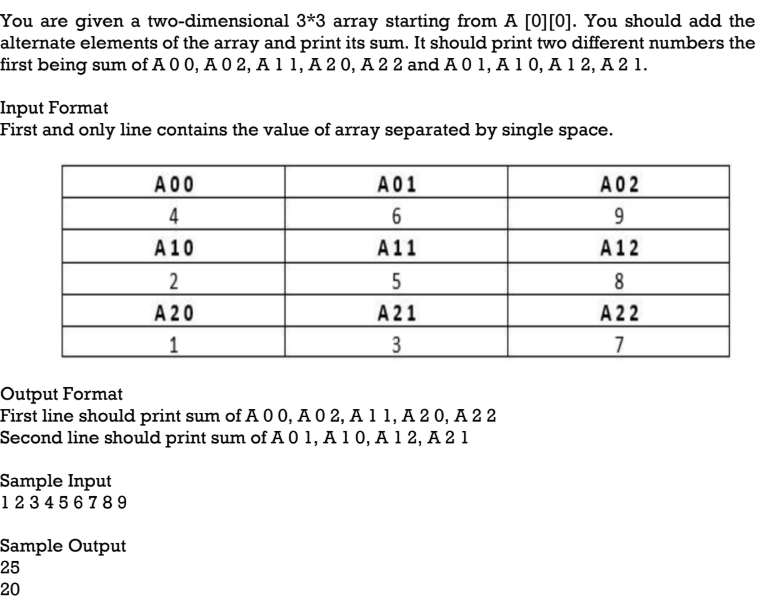 You are given a two-dimensional 3*3 array starting from A [0][0]. You should add the
alternate elements of the array and print its sum. It should print two different numbers the
first being sum of A 0 0, A 0 2, A 1 1, A 2 0, A 2 2 and A 0 1, A 1 0, A 1 2, A 2 1.
Input Format
First and only line contains the value of array separated by single space.
A 0 0 A 0 1 A 0 2
4 6 9
A 1 0 A 1 1 A 1 2
2 5 8
A 2 0 A 2 1 A 2 2
1 3 7
Output Format
First line should print sum of A 0 0, A 0 2, A 1 1, A 2 0, A 2 2
Second line should print sum of A 0 1, A 1 0, A 1 2, A 2 1
Sample Input
1 2 3 4 5 6 7 8 9
Sample Output
25
20